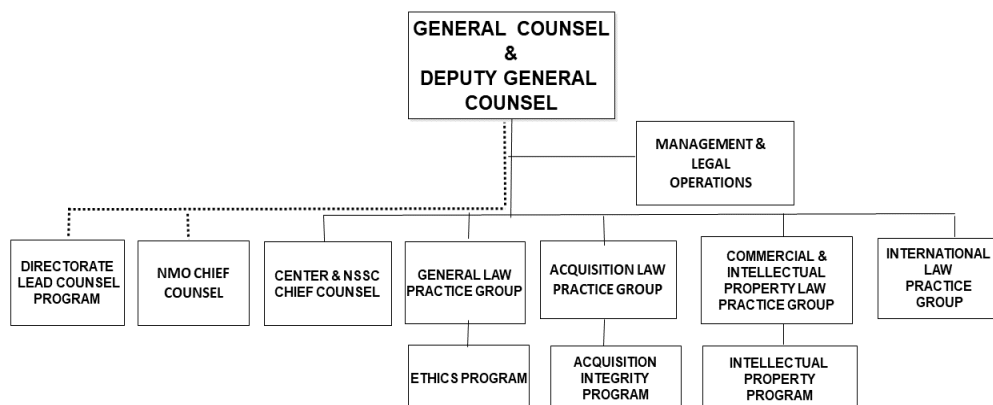 GENERAL COUNSEL
&
DEPUTY GENERAL
COUNSEL
MANAGEMENT &
LEGAL
OPERATIONS
DIRECTORATE
LEAD COUNSEL
PROGRAM
NMO CHIEF
COUNSEL
CENTER & NSSC
CHIEF COUNSEL
GENERAL LAW
PRACTICE GROUP
ACQUISITION LAW
PRACTICE GROUP
COMMERCIAL &
INTELLECTUAL
PROPERTY LAW
PRACTICE GROUP
INTERNATIONAL
LAW
PRACTICE
GROUP
ETHICS PROGRAM
ACQUISITION
INTEGRITY
PROGRAM
INTELLECTUAL
PROPERTY
PROGRAM